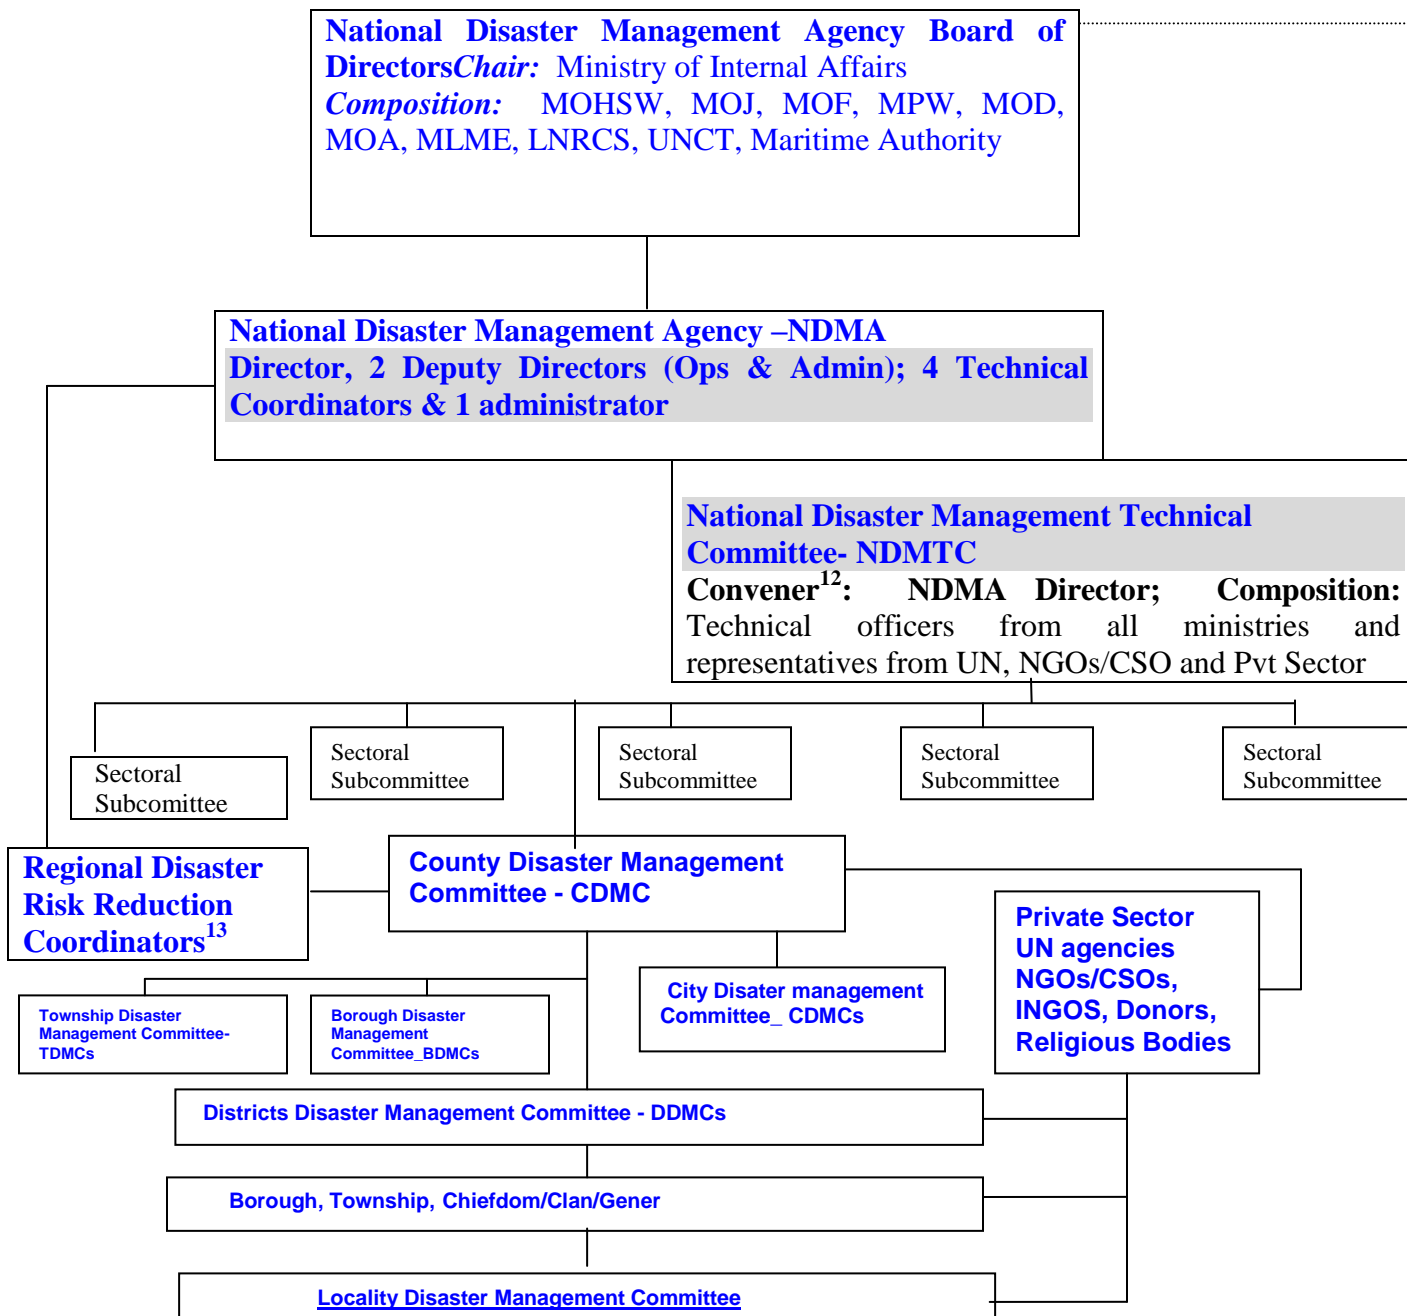 National Disaster Management Agency Board of
DirectorsChair: Ministry of Internal Affairs
Composition: MOHSW, MOJ, MOF, MPW, MOD,
MOA, MLME, LNRCS, UNCT, Maritime Authority
National Disaster Management Agency –NDMA
Director, 2 Deputy Directors (Ops & Admin); 4 Technical
Coordinators & 1 administrator
National Disaster Management Technical
Committee- NDMTC
Convener12: NDMA Director; Composition:
Technical officers from all ministries and
representatives from UN, NGOs/CSO and Pvt Sector
Sectoral
Subcomittee
Sectoral
Subcommittee
Sectoral
Subcommittee
Sectoral
Subcommittee
Sectoral
Subcommittee
Regional Disaster
Risk Reduction
Coordinators13
County Disaster Management
Committee - CDMC
Private Sector
UN agencies
NGOs/CSOs,
INGOS, Donors,
Religious Bodies
Township Disaster
Management Committee-
TDMCs
Borough Disaster
Management
Committee_BDMCs
City Disater management
Committee_ CDMCs
Districts Disaster Management Committee - DDMCs
Borough, Township, Chiefdom/Clan/Gener
Locality Disaster Management Committee